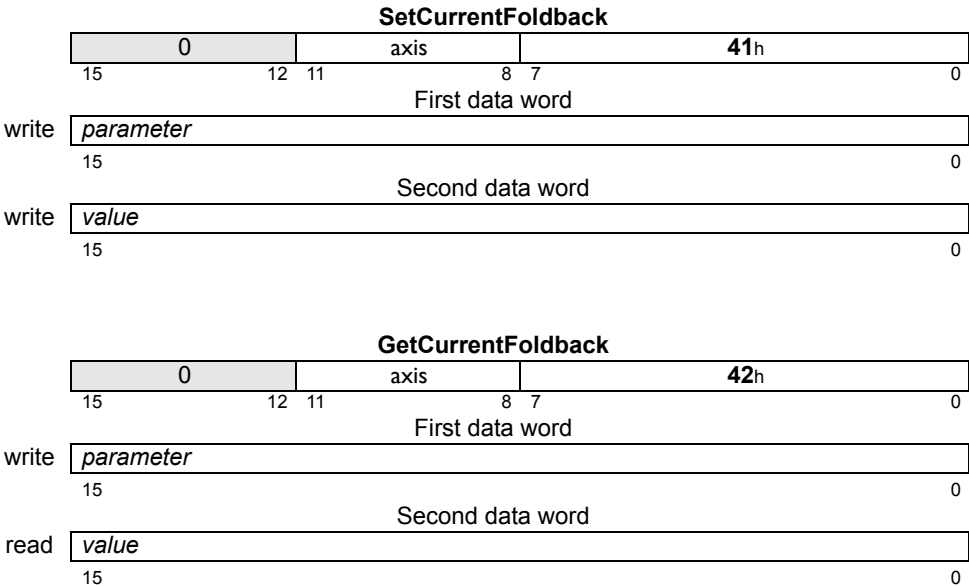 SetCurrentFoldback
0 axis 41h
15 12 11 8 7 0
First data word
write parameter
15 0
Second data word
write value
15 0
GetCurrentFoldback
0 axis 42h
15 12 11 8 7 0
First data word
write parameter
15 0
Second data word
read value
15 0